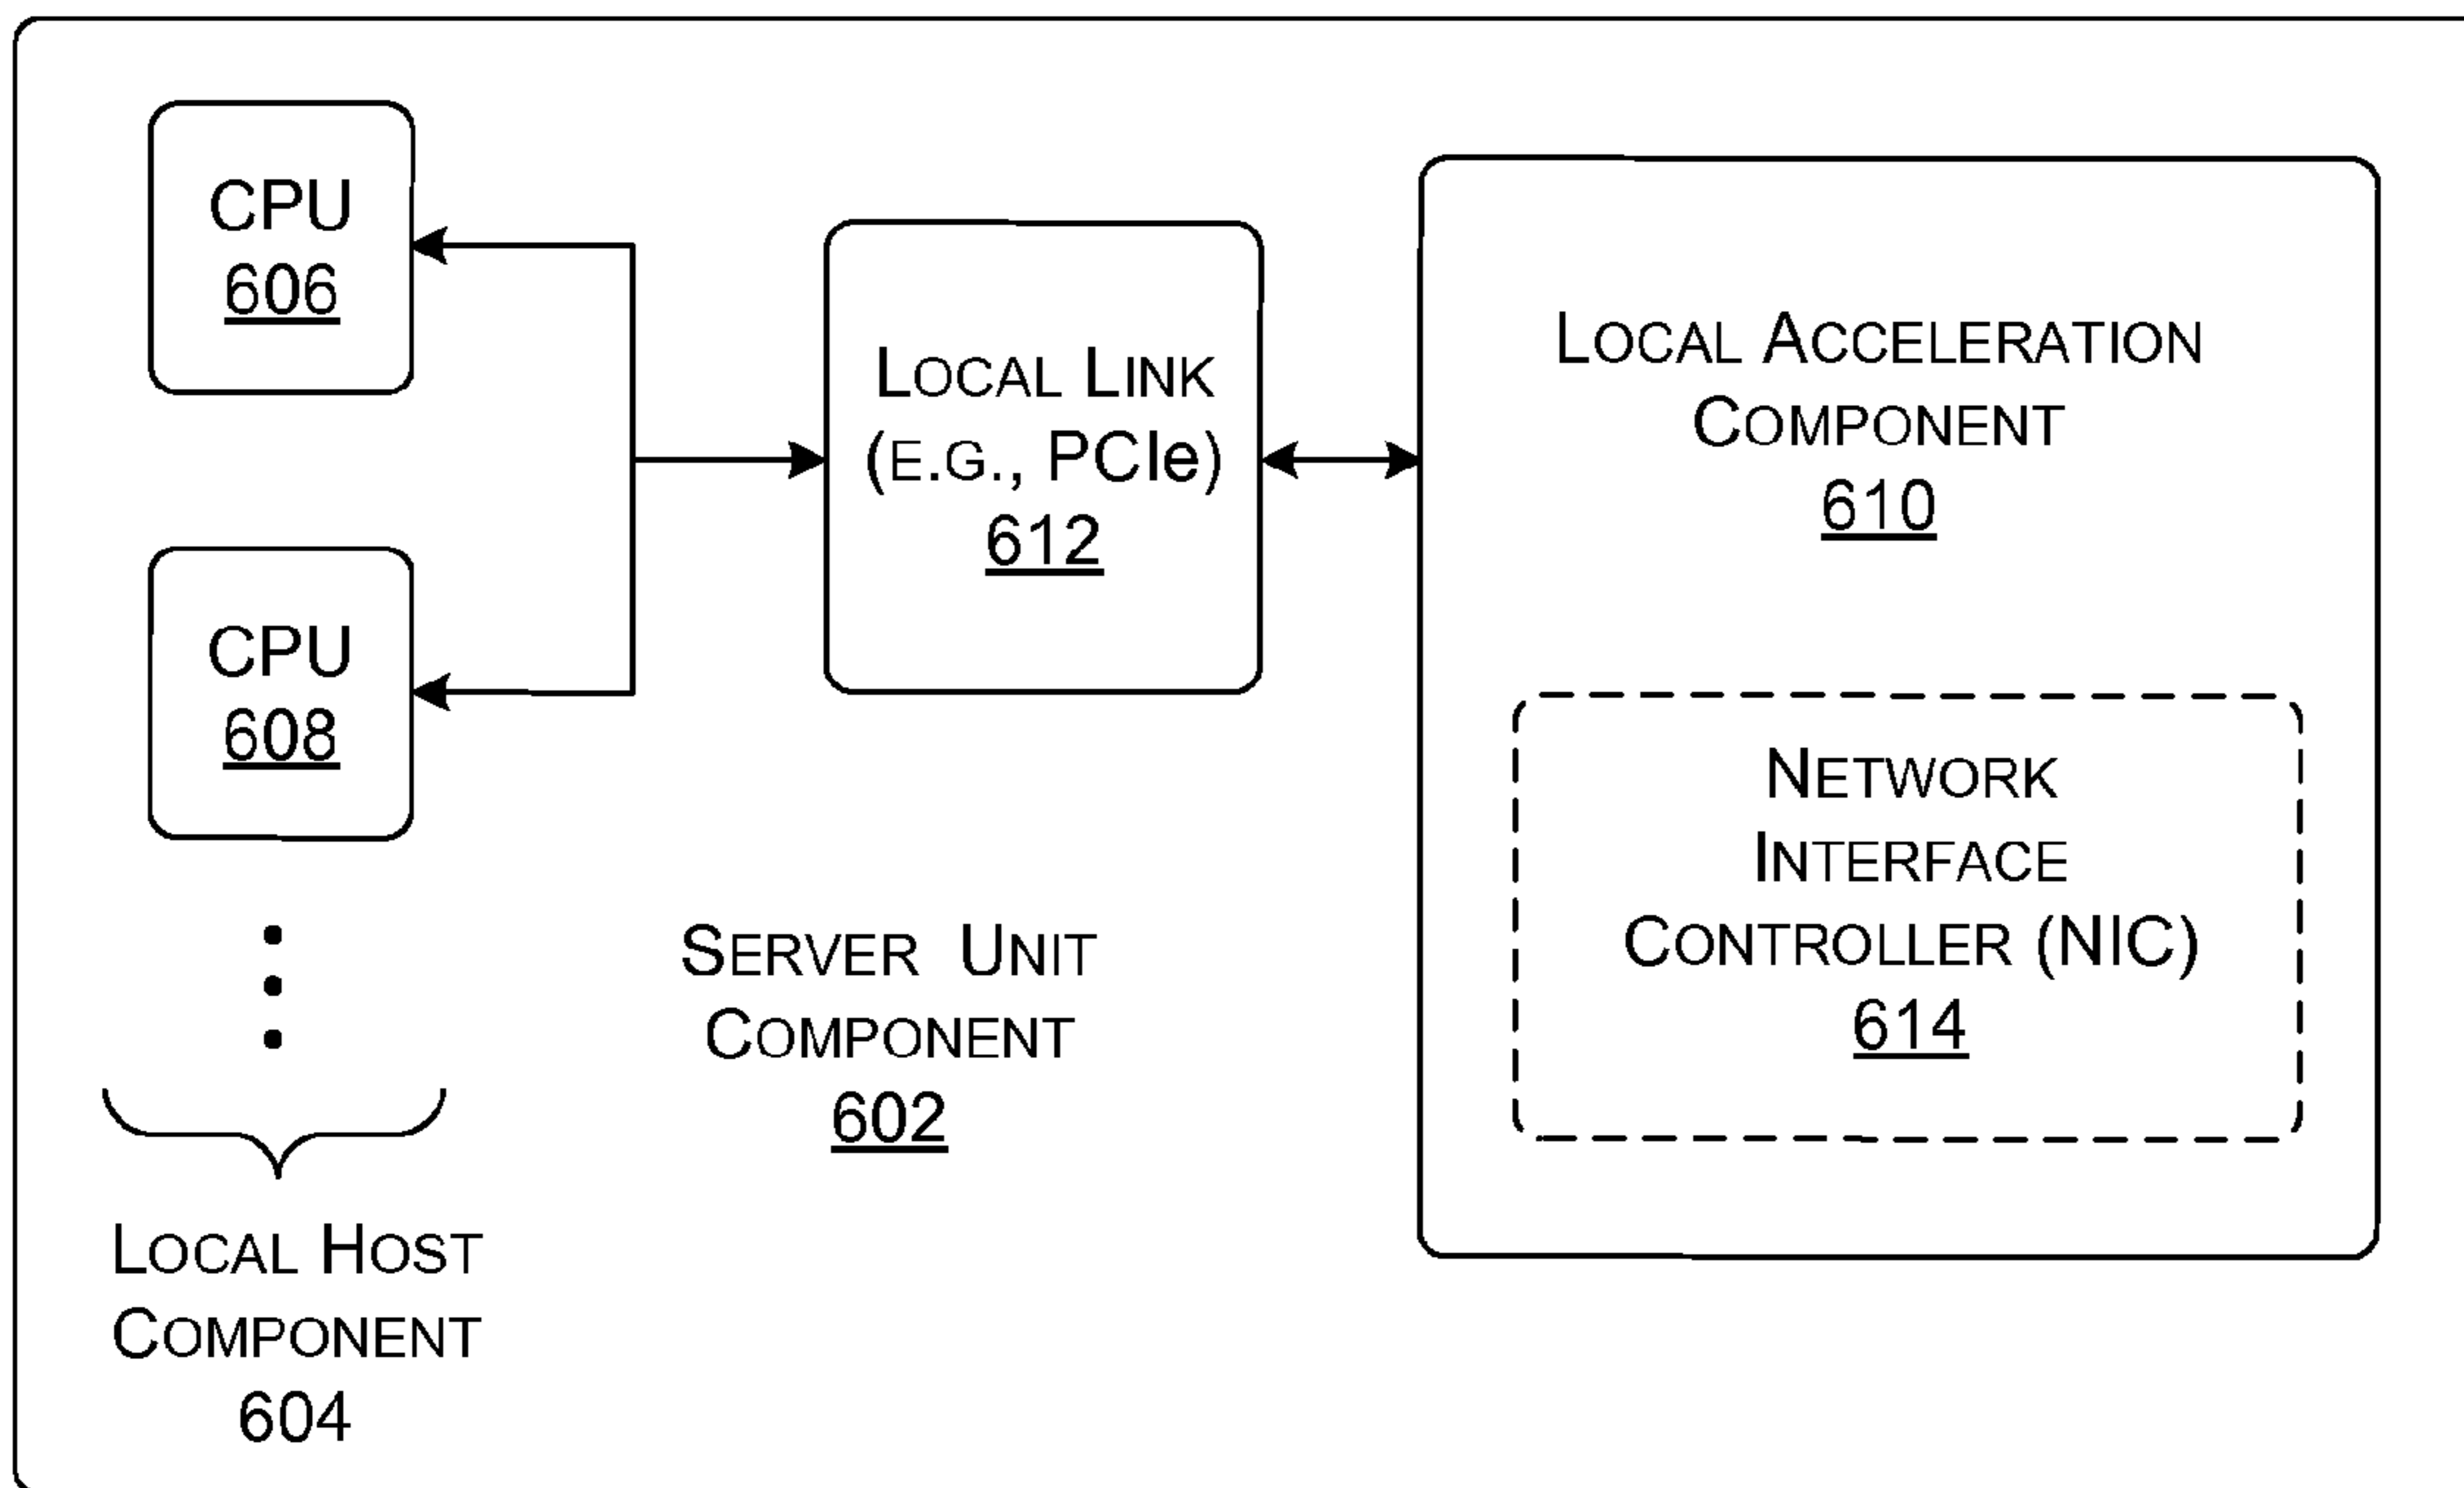 CPU
606
CPU
608
LOCAL HOST
COMPONENT
604
LOCAL LINK
(E.G., PCIe)
612
SERVER UNIT
COMPONENT
602
LOCAL ACCELERATION
COMPONENT
610
NETWORK
INTERFACE
CONTROLLER (NIC)
614